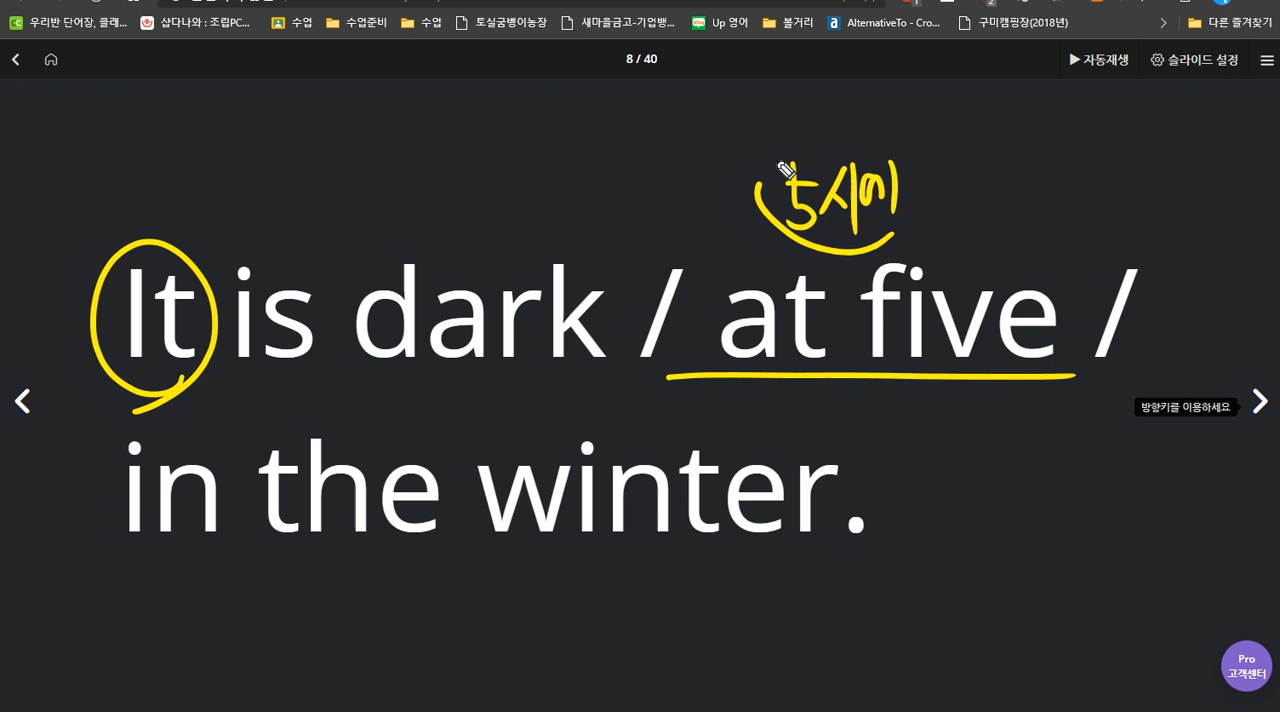 우리반 단어장, 클래... 샵다나와 : 조립PC... 수업 수업준비 수업 토실굼뱅이농장 새마을금고-기업뱅... Up 영어 볼거리 AlternativeTo - Cro... 구미캠핑장(2018년) 다른 즐겨찾기
8 / 40 ▶자동재생 슬라이드 설정
5시에
It is dark / at five /
방향키를 이용하세요
in the winter.
Pro
고객센터